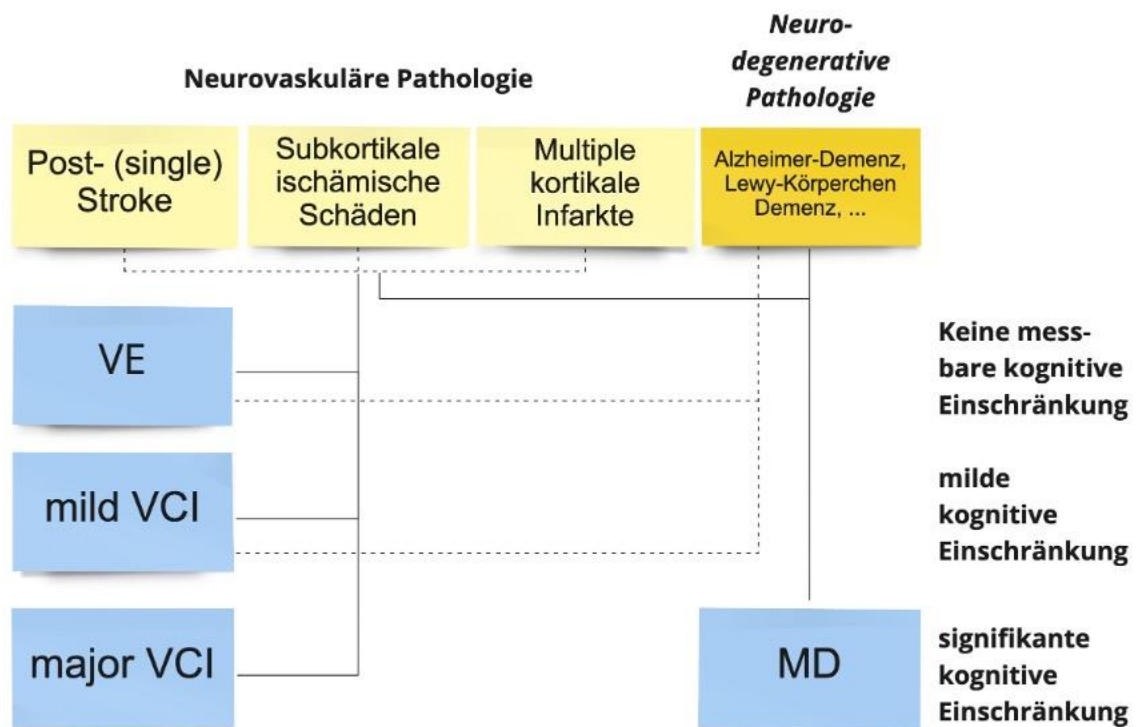 Neuro-
degenerative
Pathologie
Neurovaskuläre Pathologie
Post- (single)
Stroke
Subkortikale
ischämische
Schäden
Multiple
kortikale
Infarkte
Alzheimer-Demenz,
Lewy-Körperchen
Demenz, ...
VE
Keine mess-
bare kognitive
Einschränkung
mild VCI
milde
kognitive
Einschränkung
major VCI
MD
signifikante
kognitive
Einschränkung